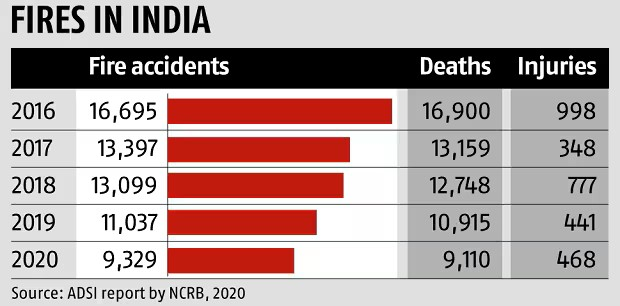 FIRES IN INDIA
Fire accidents Deaths Injuries
2016 16,695 16,900 998
2017 13,397 13,159 348
2018 13,099 12,748 777
2019 11,037 10,915 441
2020 9,329 9,110 468
Source: ADSI report by NCRB, 2020